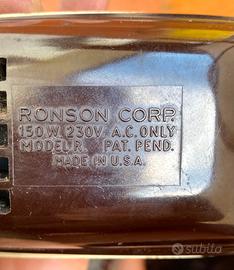 RONSON CORP.
150.W. 230V. A.C. ONLY
MODEL.R. PAT. PEND.
MADE IN U.S.A.
subito